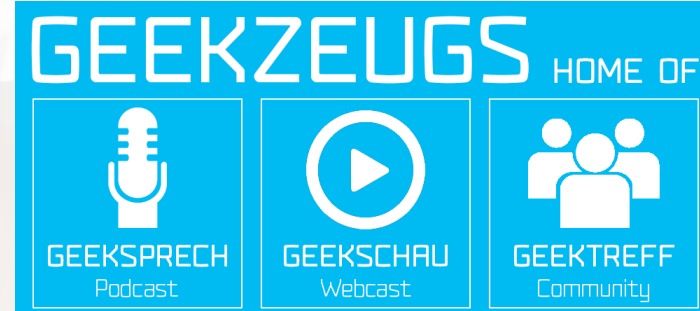 GEEKZEUGS HOME OF
GEEKSPRECH
Podcast
GEEKSCHAU
Webcast
GEEKTREFF
Community